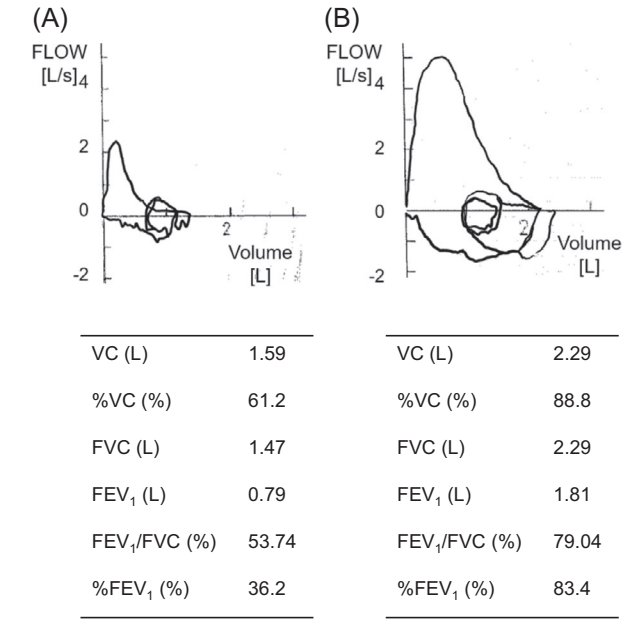 (A)
FLOW
[L/s]
4
2
0
-2
2
Volume
[L]
VC (L) 1.59
%VC (%) 61.2
FVC (L) 1.47
FEV₁ (L) 0.79
FEV₁/FVC (%) 53.74
%FEV₁ (%) 36.2
(B)
FLOW
[L/s]
4
2
0
-2
2
Volume
[L]
VC (L) 2.29
%VC (%) 88.8
FVC (L) 2.29
FEV₁ (L) 1.81
FEV₁/FVC (%) 79.04
%FEV₁ (%) 83.4